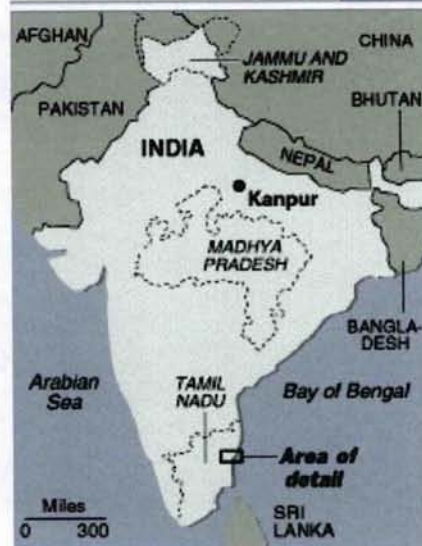 AFGHAN
CHINA
JAMMU AND
KASHMIR
PAKISTAN
BHUTAN
INDIA
NEPAL
Kanpur
MADHYA
PRADESH
BANGLA-
DESH
Arabian
Sea
TAMIL
NADU
Bay of Bengal
Area of
detail
Miles
0 300
SRI
LANKA